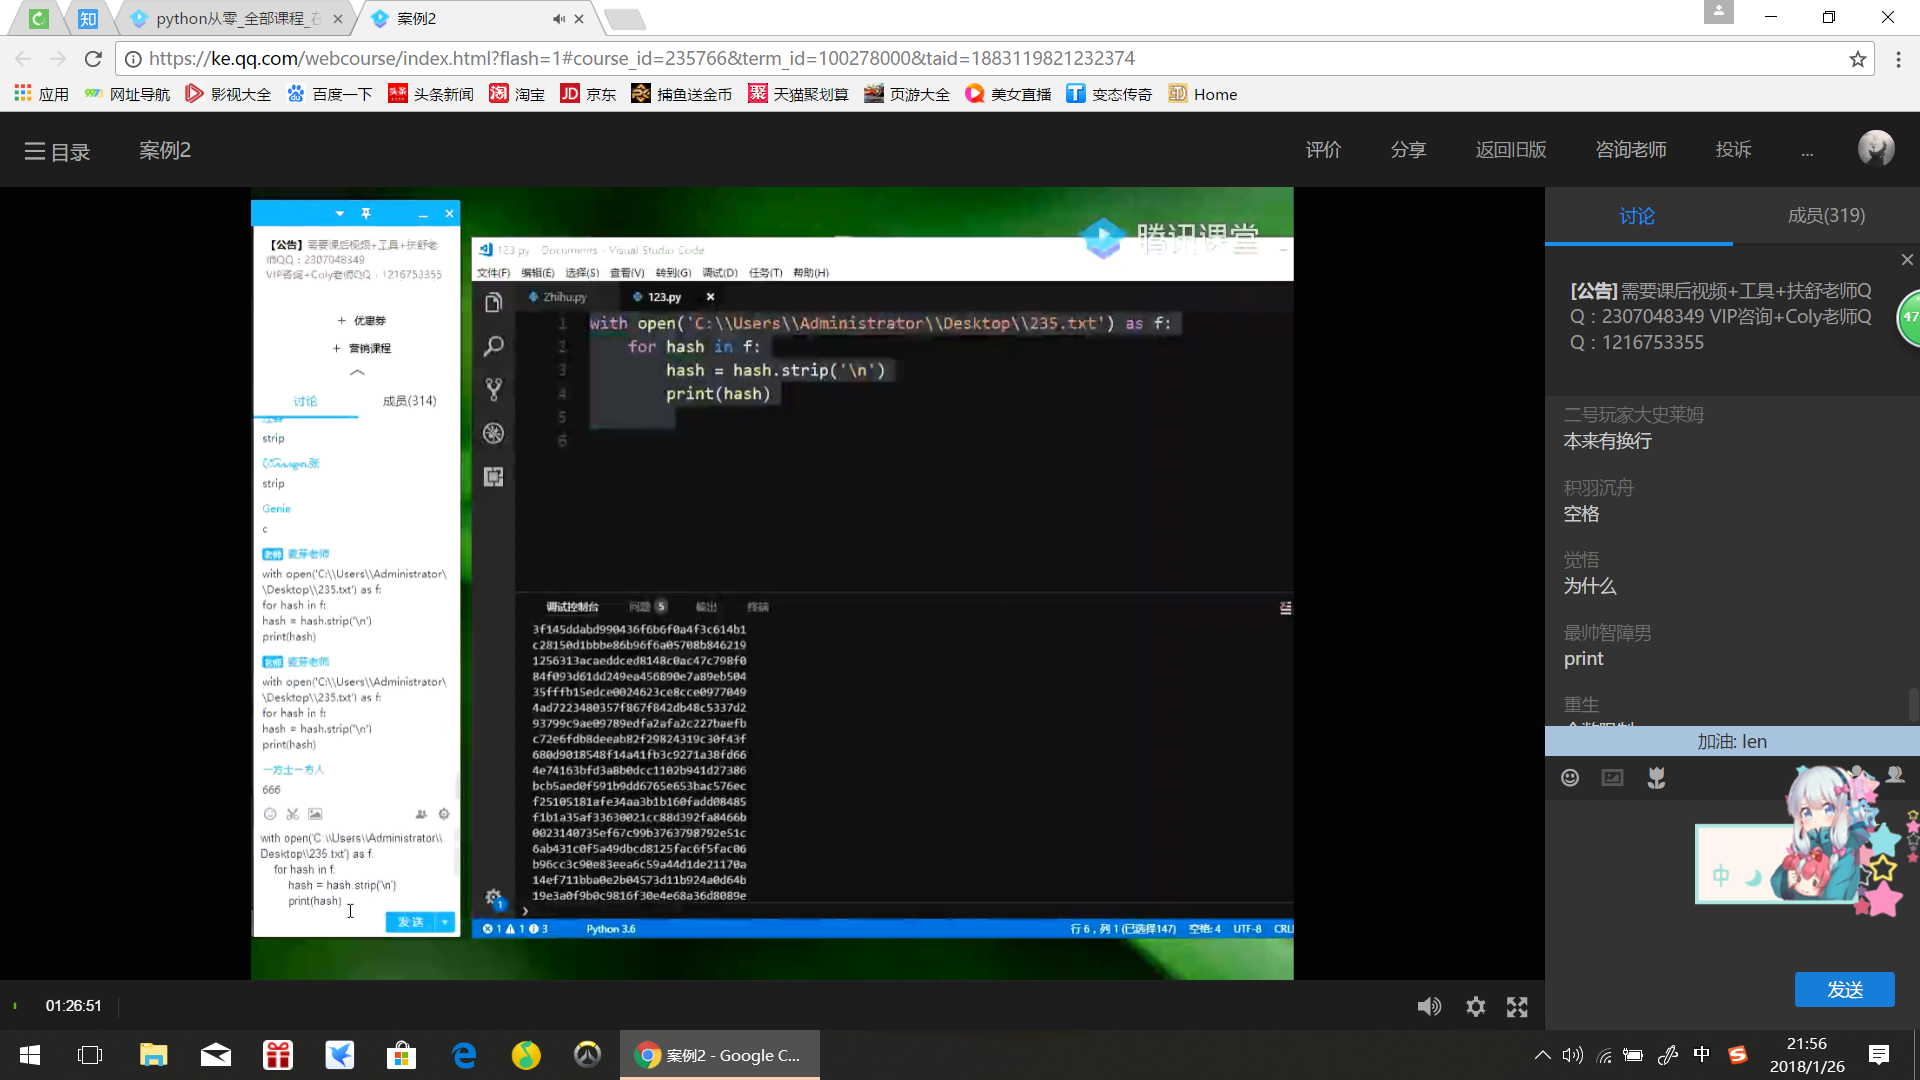 python从零_全部课程_在
案例2
https://ke.qq.com/webcourse/index.html?flash=1#course_id=235766&term_id=100278000&taid=1883119821232374
应用
网址导航
影视大全
百度一下
头条新闻
淘宝
京东
捕鱼送金币
天猫聚划算
页游大全
美女直播
变态传奇
Home
目录
案例2
评价
分享
返回旧版
咨询老师
投诉
...
【公告】需要课后视频+工具+扶舒老
师QQ：2307048349
VIP咨询+Coly老师QQ：1216753355
+ 优惠券
+ 营销课程
讨论
成员(314)
strip
strip
Genie
c
老师 麦芽老师
with open('C:\\Users\\Administrator\
\Desktop\\235.txt') as f:
for hash in f:
hash = hash.strip('\n')
print(hash)
老师 麦芽老师
with open('C:\\Users\\Administrator\
\Desktop\\235.txt') as f:
for hash in f:
hash = hash.strip('\n')
print(hash)
一方土一方人
666
with open('C:\\Users\\Administrator\\
Desktop\\235.txt') as f:
for hash in f:
hash = hash.strip('\n')
print(hash)
发送
腾讯课堂
123.py - Documents - Visual Studio Code
文件(F) 编辑(E) 选择(S) 查看(V) 转到(G) 调试(D) 任务(T) 帮助(H)
Zhihu.py
123.py
1 with open('C:\\Users\\Administrator\\Desktop\\235.txt') as f:
2 for hash in f:
3 hash = hash.strip('\n')
4 print(hash)
5
6
调试控制台 问题 5 输出 终端
3f145ddabd990436f6b6f0a4f3c614b1
c28150d1bbbe86b96f6a05708b846219
1256313acaeddced8148c0ac47c798f0
84f093d61dd249ea456890e7a89eb504
35fffb15edce0024623ce8cce0977049
4ad7223480357f867f842db48c5337d2
93799c9ae09789edfa2afa2c227baefb
c72e6fdb8deeab82f29824319c30f43f
680d9018548f14a41fb3c9271a38fd66
4e74163bfd3a8b0dcc1102b941d27386
bcb5aed0f591b9dd6765e653bac576ec
f25105181afe34aa3b1b160fadd08485
f1b1a35af33630021cc88d392fa8466b
0023140735ef67c99b3763798792e51c
6ab431c0f5a49dbcd8125fac6f5fac06
b96cc3c90e83eea6c59a44d1de21170a
14ef711bba0e2b04573d11b924a0d64b
19e3a0f9b0c9816f30e4e68a36d8089e
1
1 1 3
Python 3.6
行 6，列 1 (已选择147) 空格: 4 UTF-8 CRL
讨论
成员(319)
[公告]需要课后视频+工具+扶舒老师Q
Q：2307048349 VIP咨询+Coly老师Q
Q：1216753355
47
二号玩家大史莱姆
本来有换行
积羽沉舟
空格
觉悟
为什么
最帅智障男
print
重生
加油: len
中
发送
01:26:51
案例2 - Google C...
中
21:56
2018/1/26